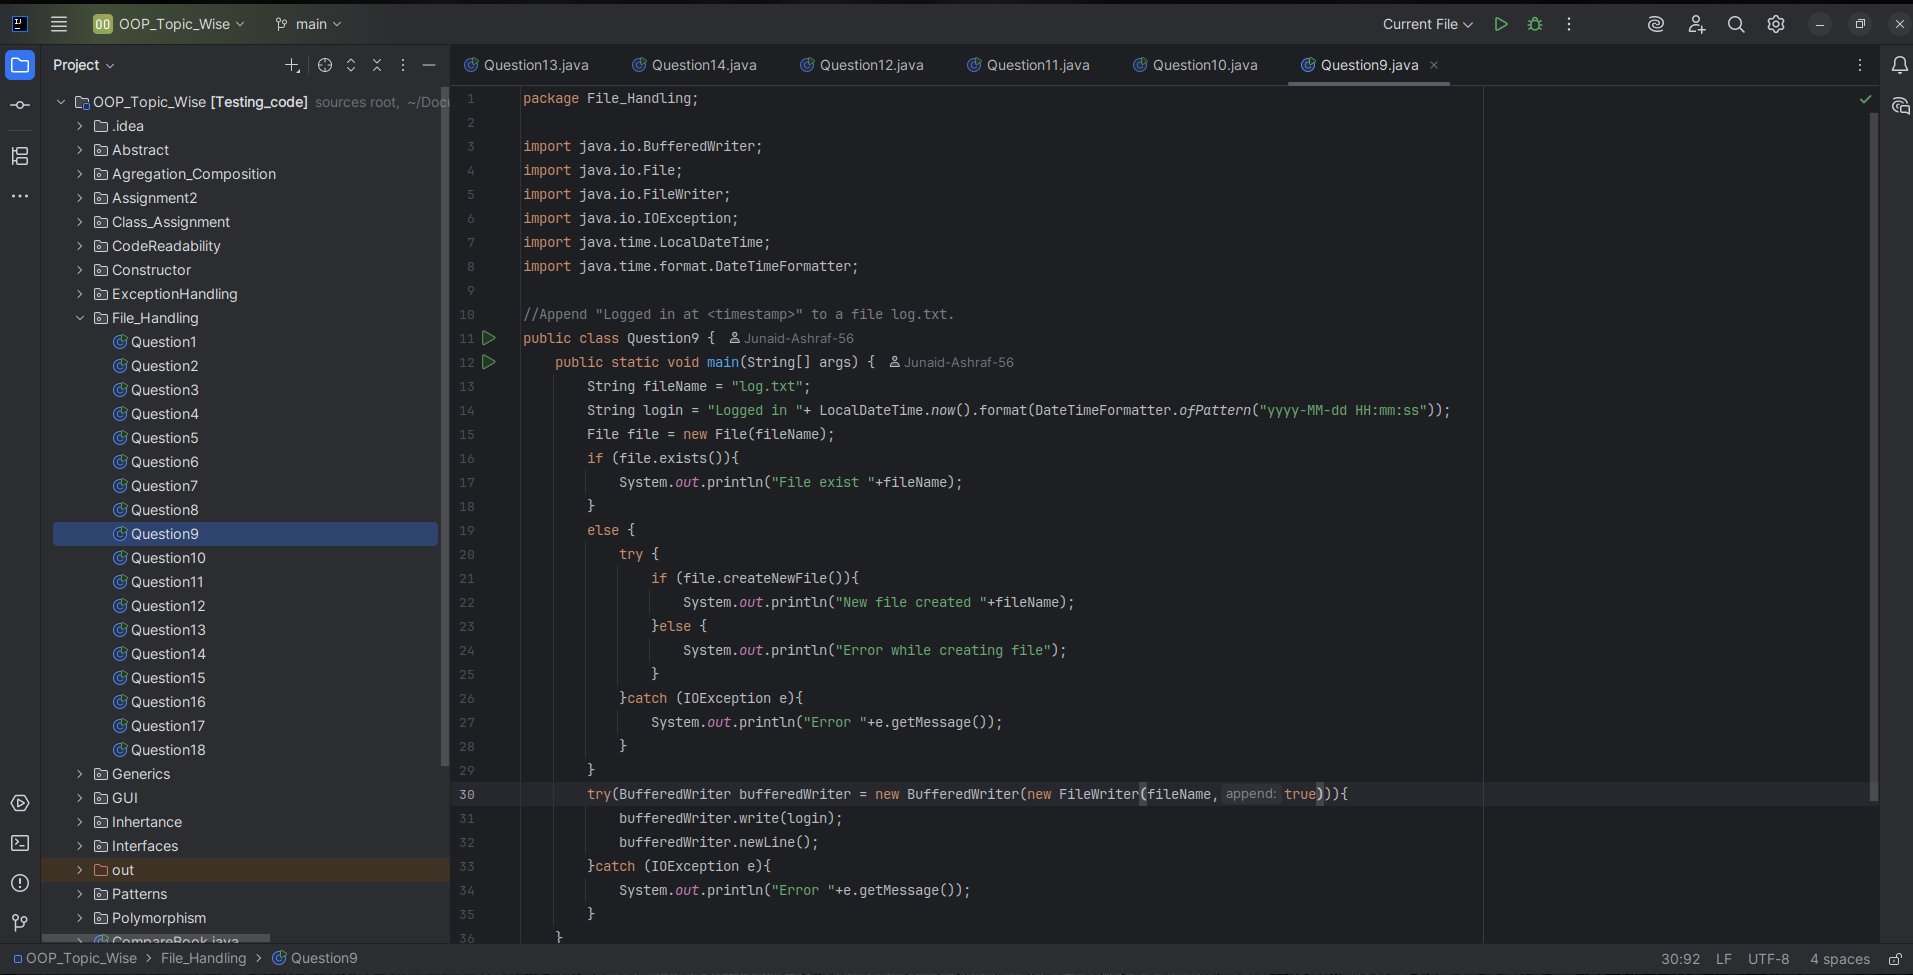 OO OOP_Topic_Wise main Current File
Project
Question13.java Question14.java Question12.java Question11.java Question10.java Question9.java
OOP_Topic_Wise [Testing_code] sources root, ~/Docu
.idea
Abstract
Agregation_Composition
Assignment2
Class_Assignment
CodeReadability
Constructor
ExceptionHandling
File_Handling
Question1
Question2
Question3
Question4
Question5
Question6
Question7
Question8
Question9
Question10
Question11
Question12
Question13
Question14
Question15
Question16
Question17
Question18
Generics
GUI
Inhertance
Interfaces
out
Patterns
Polymorphism
CompareBook.java
1 package File_Handling;
2
3 import java.io.BufferedWriter;
4 import java.io.File;
5 import java.io.FileWriter;
6 import java.io.IOException;
7 import java.time.LocalDateTime;
8 import java.time.format.DateTimeFormatter;
9
10 //Append "Logged in at <timestamp>" to a file log.txt.
11 public class Question9 { Junaid-Ashraf-56
12 public static void main(String[] args) { Junaid-Ashraf-56
13 String fileName = "log.txt";
14 String login = "Logged in "+ LocalDateTime.now().format(DateTimeFormatter.ofPattern("yyyy-MM-dd HH:mm:ss"));
15 File file = new File(fileName);
16 if (file.exists()){
17 System.out.println("File exist "+fileName);
18 }
19 else {
20 try {
21 if (file.createNewFile()){
22 System.out.println("New file created "+fileName);
23 }else {
24 System.out.println("Error while creating file");
25 }
26 }catch (IOException e){
27 System.out.println("Error "+e.getMessage());
28 }
29 }
30 try(BufferedWriter bufferedWriter = new BufferedWriter(new FileWriter(fileName, append: true))){
31 bufferedWriter.write(login);
32 bufferedWriter.newLine();
33 }catch (IOException e){
34 System.out.println("Error "+e.getMessage());
35 }
36 }
OOP_Topic_Wise > File_Handling > Question9 30:92 LF UTF-8 4 spaces